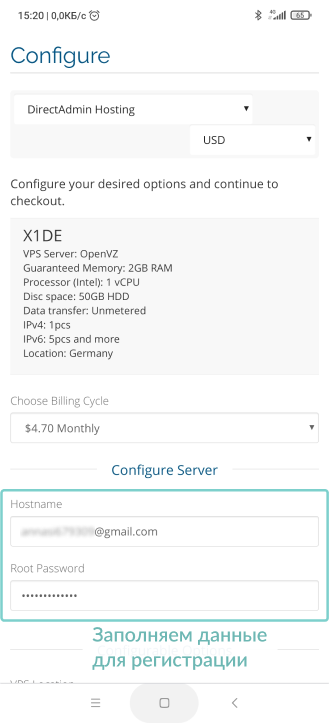 15:20 | 0,0КБ/с
4G
65
Configure
DirectAdmin Hosting
USD
Configure your desired options and continue to
checkout.
X1DE
VPS Server: OpenVZ
Guaranteed Memory: 2GB RAM
Processor (Intel): 1 vCPU
Disc space: 50GB HDD
Data transfer: Unmetered
IPv4: 1pcs
IPv6: 5pcs and more
Location: Germany
Choose Billing Cycle
$4.70 Monthly
Configure Server
Hostname
@gmail.com
Root Password
•••••••••••••
Заполняем данные
для регистрации
VPS Location